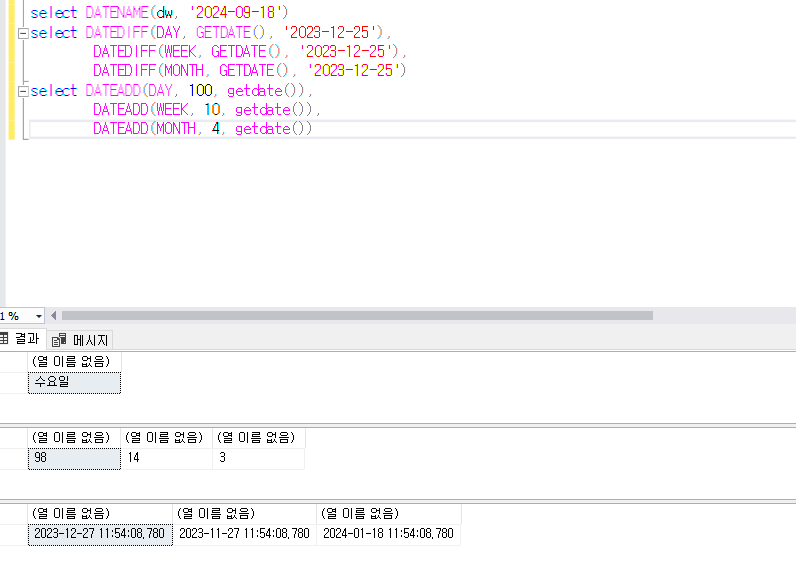 select DATENAME(dw, '2024-09-18')
select DATEDIFF(DAY, GETDATE(), '2023-12-25'),
DATEDIFF(WEEK, GETDATE(), '2023-12-25'),
DATEDIFF(MONTH, GETDATE(), '2023-12-25')
select DATEADD(DAY, 100, getdate()),
DATEADD(WEEK, 10, getdate()),
DATEADD(MONTH, 4, getdate())
1 %
결과 메시지
(열 이름 없음)
수요일
(열 이름 없음) (열 이름 없음) (열 이름 없음)
98 14 3
(열 이름 없음) (열 이름 없음) (열 이름 없음)
2023-12-27 11:54:08,780 2023-11-27 11:54:08,780 2024-01-18 11:54:08,780